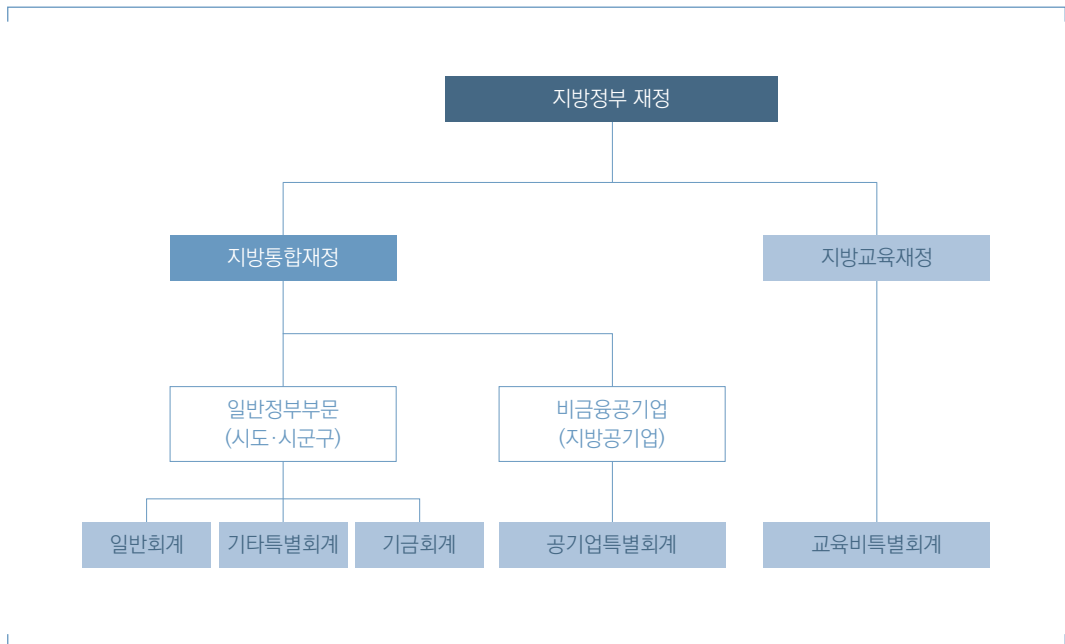 지방정부 재정
지방통합재정
지방교육재정
일반정부부문
(시도·시군구)
비금융공기업
(지방공기업)
일반회계
기타특별회계
기금회계
공기업특별회계
교육비특별회계